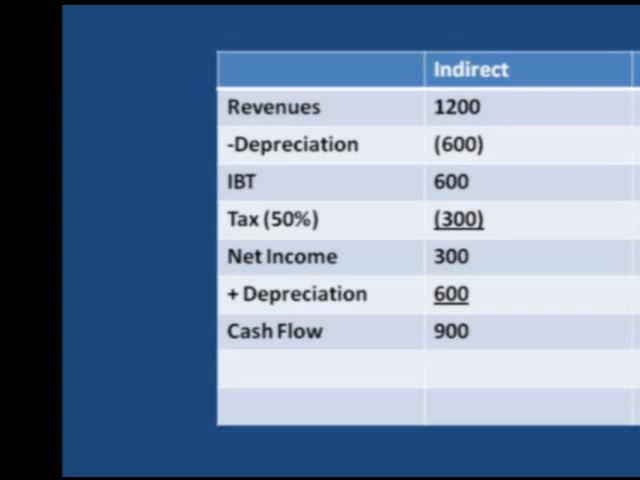 Indirect
Revenues 1200
-Depreciation (600)
IBT 600
Tax (50%) (300)
Net Income 300
+ Depreciation 600
Cash Flow 900